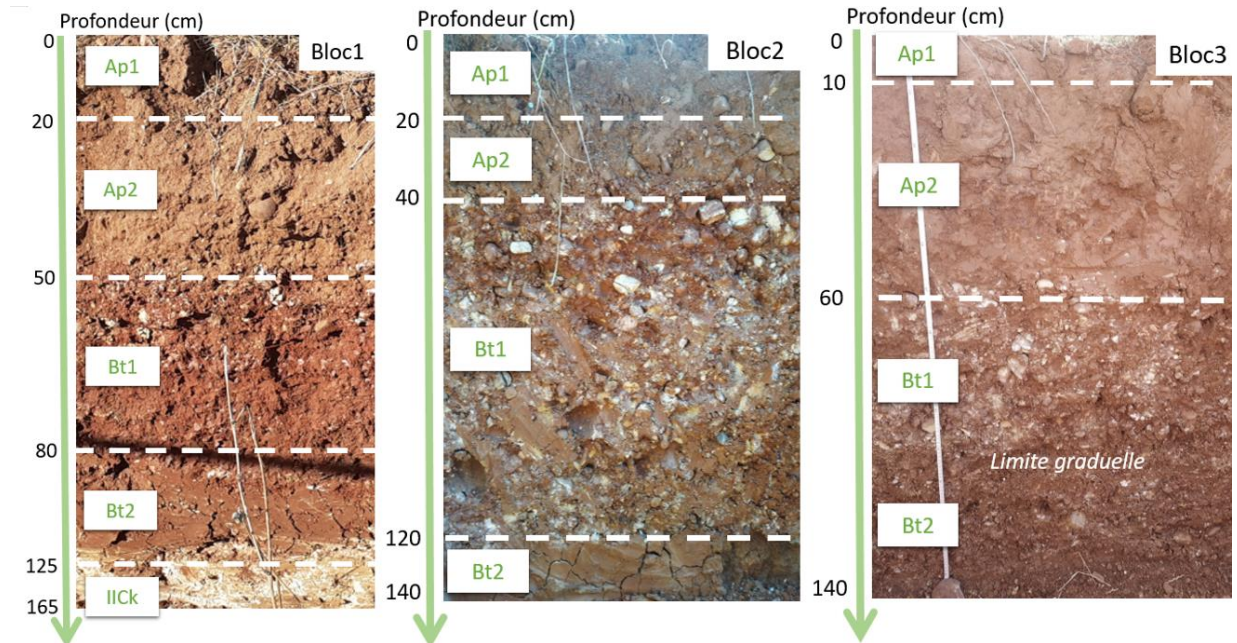 Profondeur (cm)
Bloc1
0
Ap1
20
Ap2
50
Bt1
80
Bt2
125
IICk
165
Profondeur (cm)
Bloc2
0
Ap1
20
Ap2
40
Bt1
120
Bt2
140
Profondeur (cm)
Bloc3
0
Ap1
10
Ap2
60
Bt1
Limite graduelle
Bt2
140